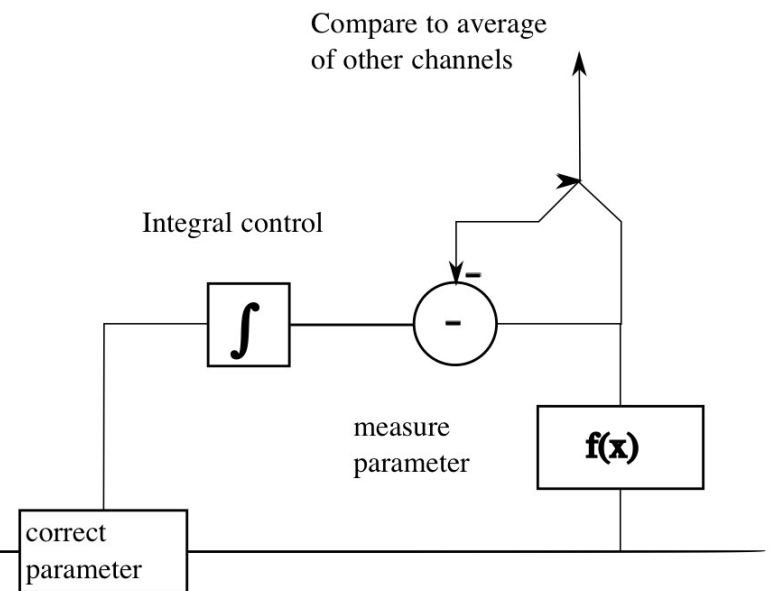 Compare to average
of other channels
Integral control
∫
-
-
measure
parameter
f(x)
correct
parameter